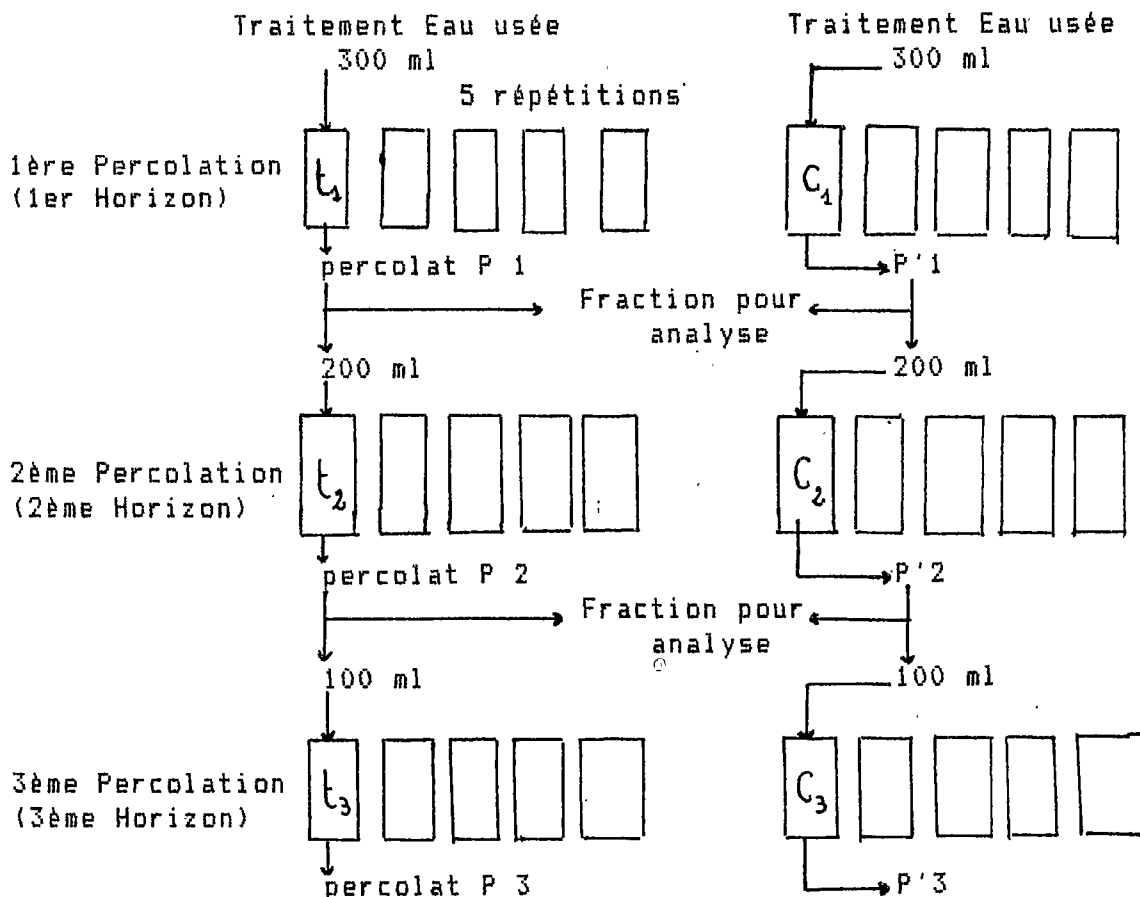 Traitement Eau usée
300 ml
Traitement Eau usée
300 ml
5 répétitions
1ère Percolation
(1er Horizon)
t1
C1
percolat P 1
P'1
Fraction pour
analyse
200 ml
200 ml
2ème Percolation
(2ème Horizon)
t2
C2
percolat P 2
P'2
Fraction pour
analyse
100 ml
100 ml
3ème Percolation
(3ème Horizon)
t3
C3
percolat P 3
P'3